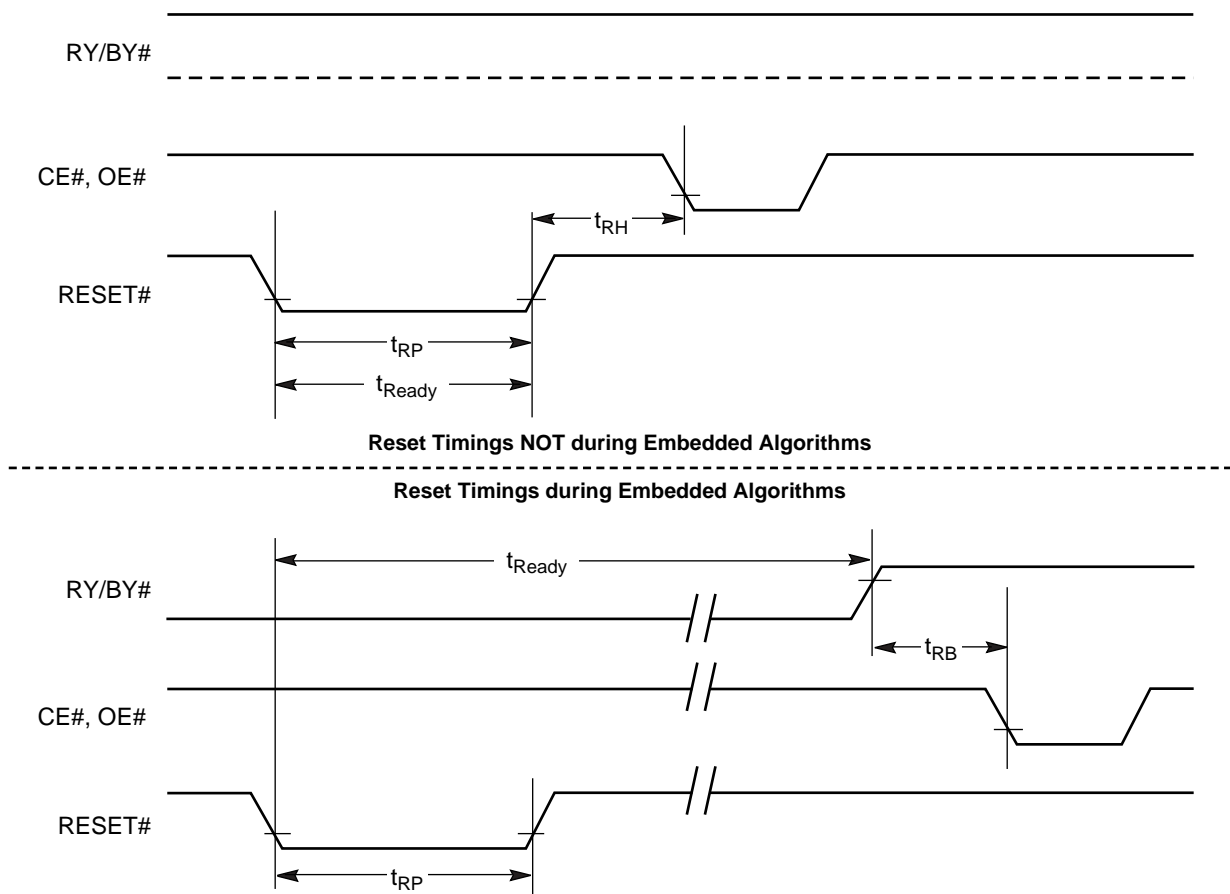 RY/BY#
CE#, OE#
tRH
RESET#
tRP
tReady
Reset Timings NOT during Embedded Algorithms
Reset Timings during Embedded Algorithms
tReady
RY/BY#
tRB
CE#, OE#
RESET#
tRP